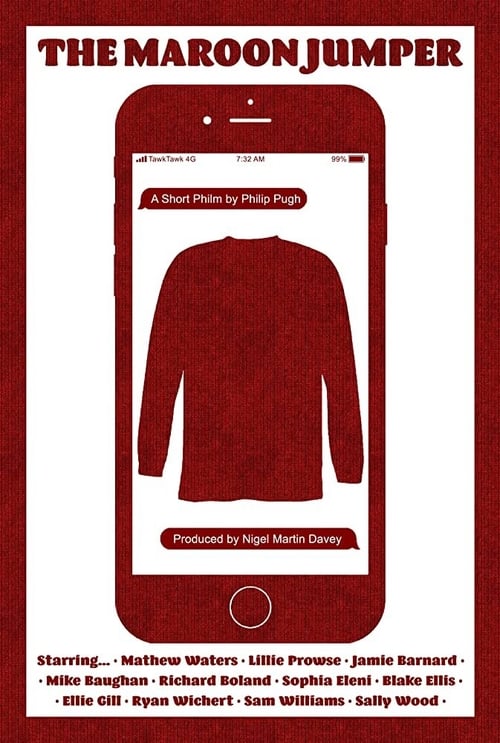 THE MAROON JUMPER
TawkTawk 4G 7:32 AM 99%
A Short Philm by Philip Pugh
Produced by Nigel Martin Davey
Starring... · Mathew Waters · Lillie Prowse · Jamie Barnard ·
· Mike Baughan · Richard Boland · Sophia Eleni · Blake Ellis ·
· Ellie Gill · Ryan Wichert · Sam Williams · Sally Wood ·